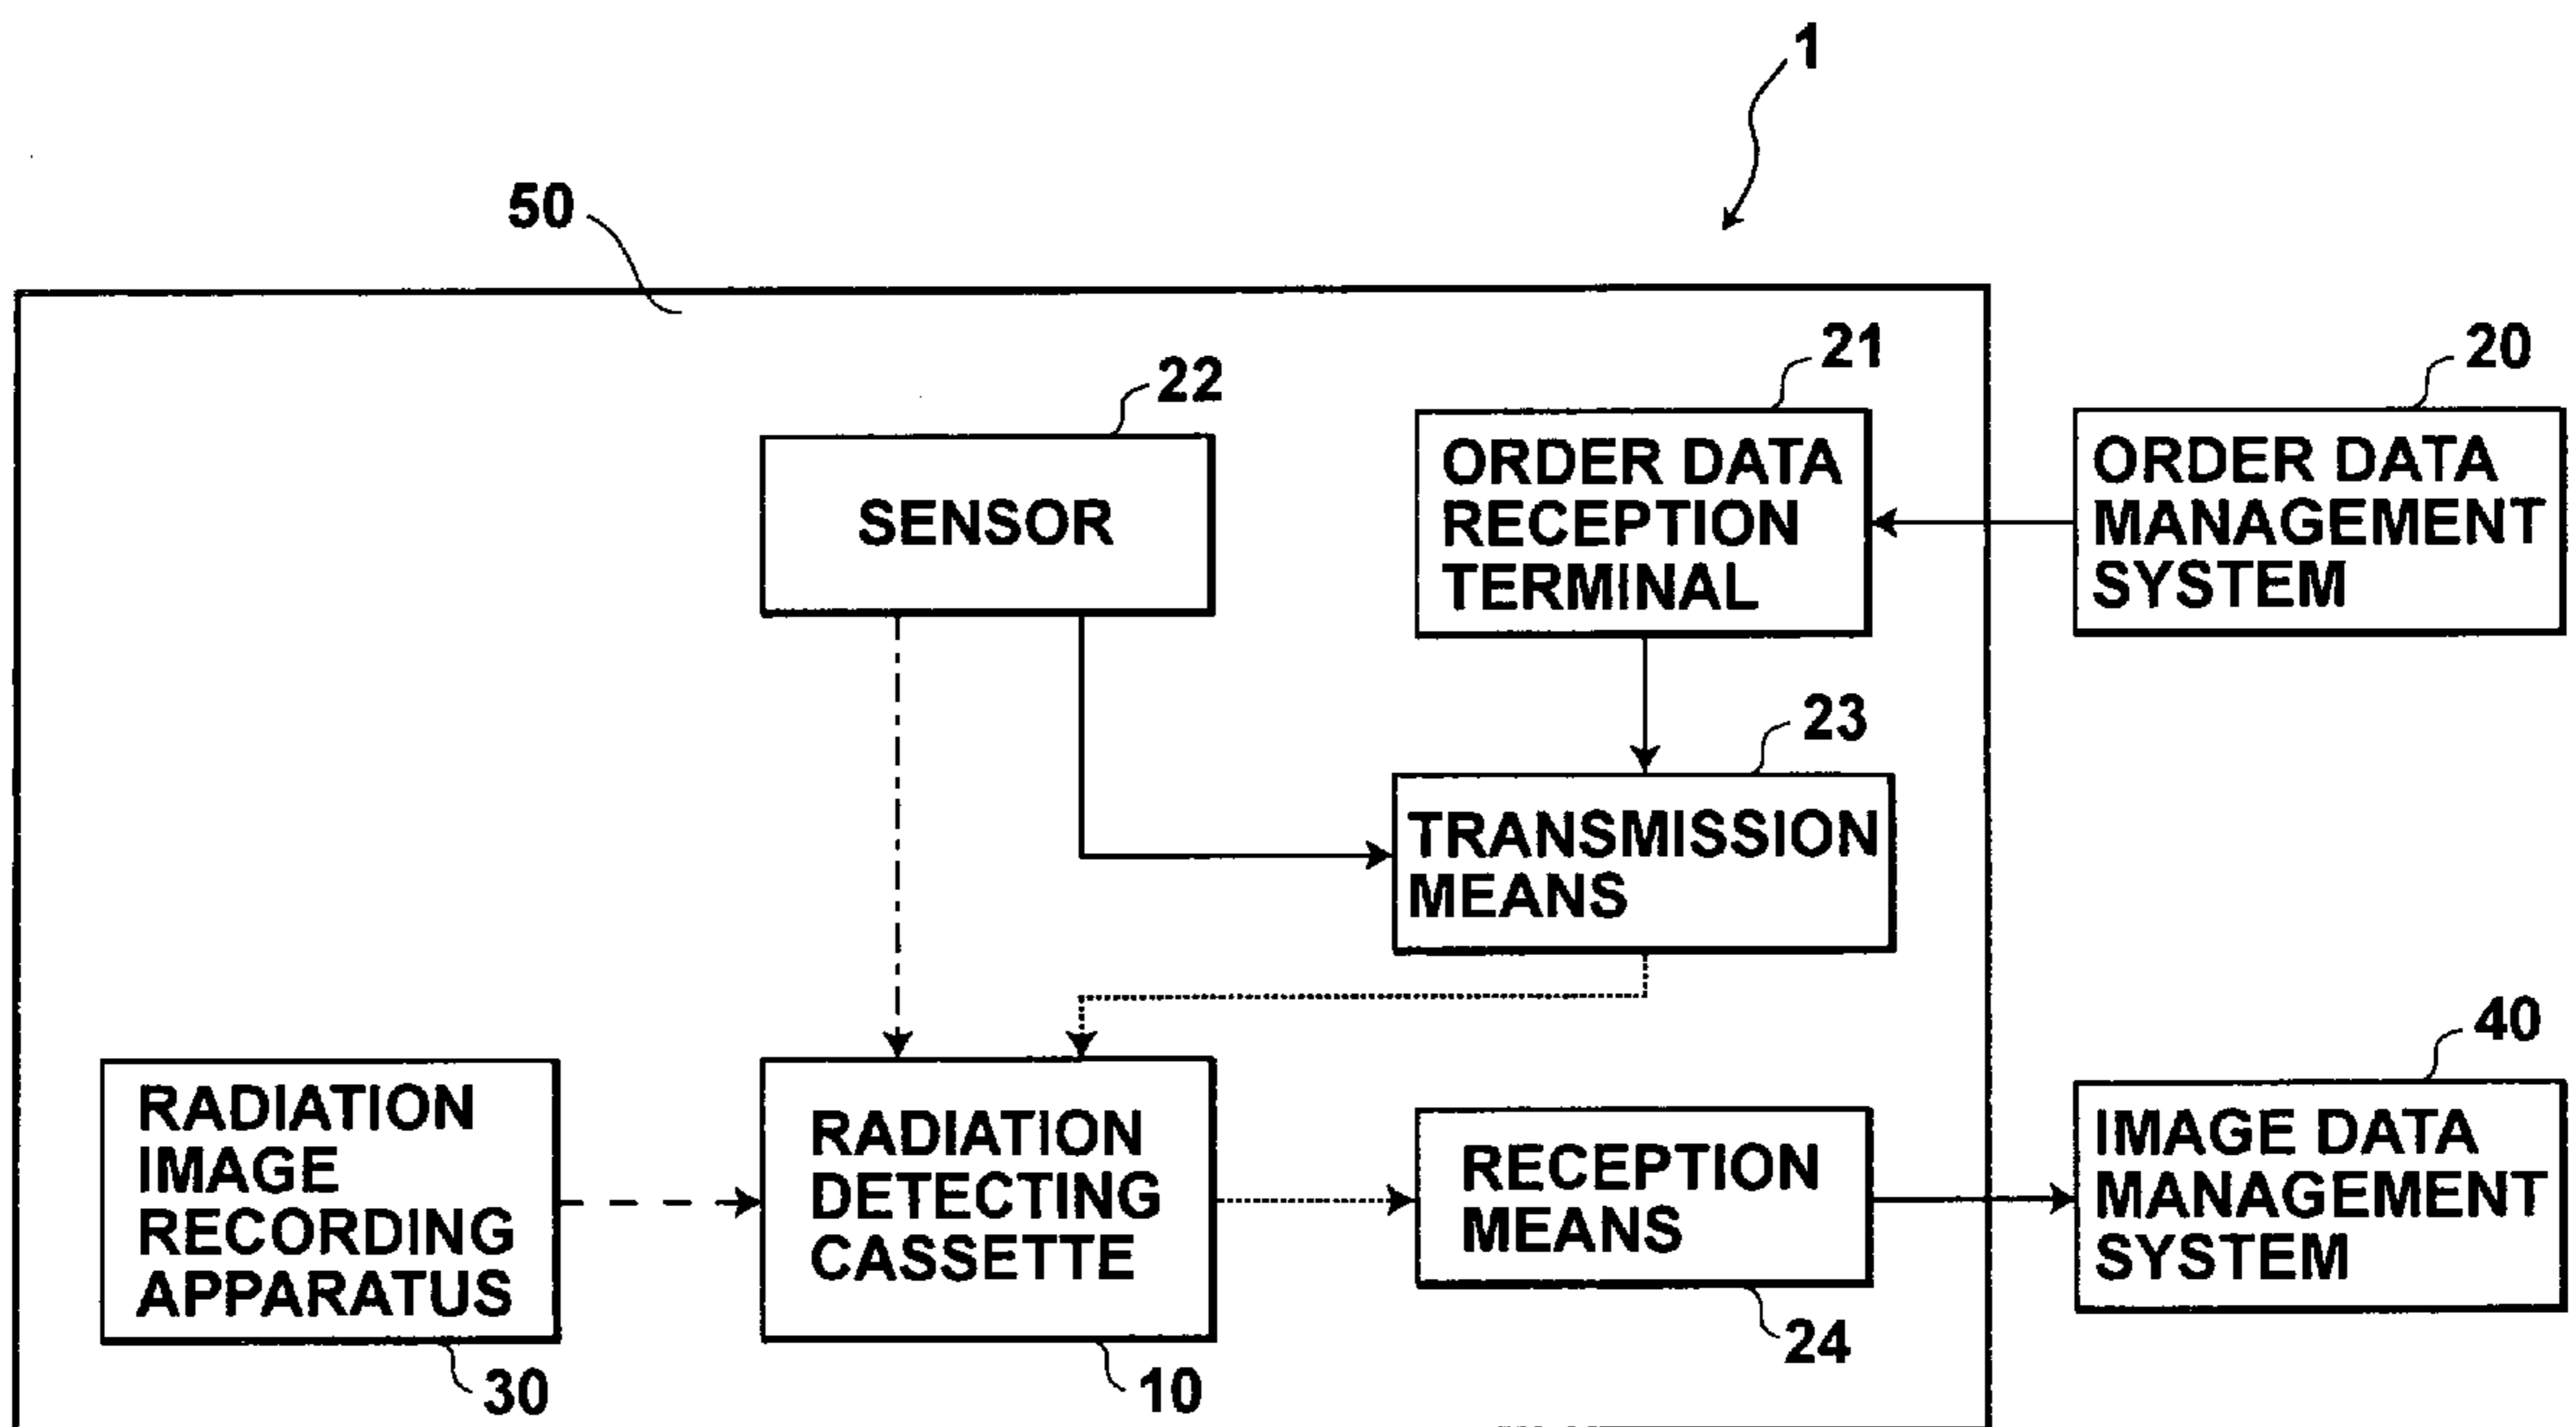 1
50
22
21
20
SENSOR
ORDER DATA
RECEPTION
TERMINAL
ORDER DATA
MANAGEMENT
SYSTEM
23
TRANSMISSION
MEANS
40
RADIATION
IMAGE
RECORDING
APPARATUS
RADIATION
DETECTING
CASSETTE
RECEPTION
MEANS
IMAGE DATA
MANAGEMENT
SYSTEM
30
10
24